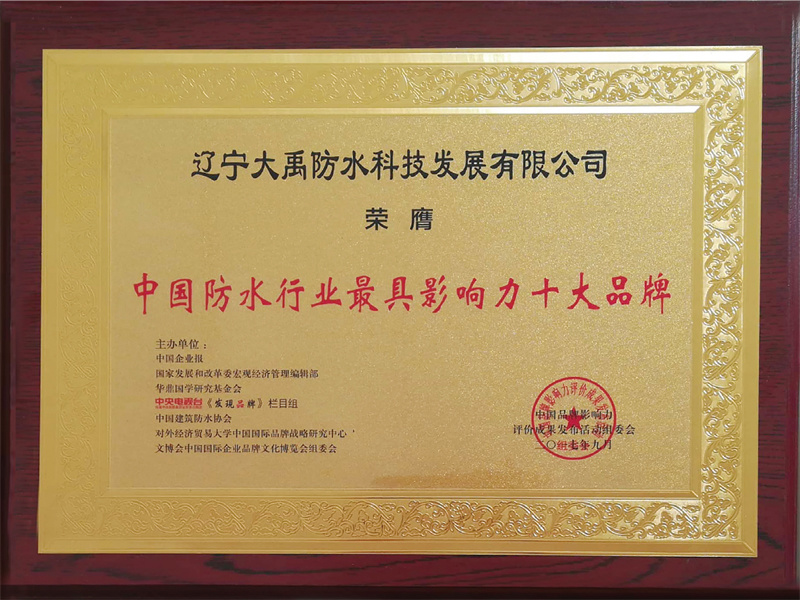 辽宁大禹防水科技发展有限公司
荣膺
中国防水行业最具影响力十大品牌
主办单位：
中国企业报
国家发展和改革委宏观经济管理编辑部
华鼎国学研究基金会
中央电视台《发现品牌》栏目组
中国建筑防水协会
对外经济贸易大学中国国际品牌战略研究中心
文博会中国国际企业品牌文化博览会组委会
中国品牌影响力
评价成果发布活动组委会
二〇一七年九月